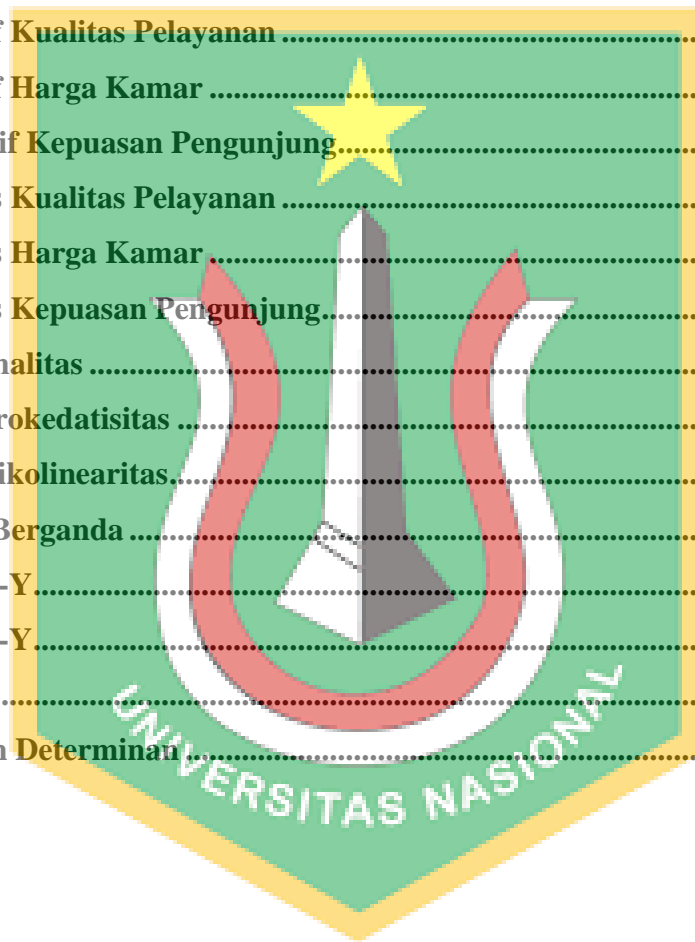 f Kualitas Pelayanan ........................................................
f Harga Kamar ........................................................
if Kepuasan Pengunjung ........................................................
s Kualitas Pelayanan ........................................................
s Harga Kamar ........................................................
s Kepuasan Pengunjung ........................................................
nalitas ........................................................
rokedatisitas ........................................................
ikolinearitas ........................................................
Berganda ........................................................
-Y ........................................................
-Y ........................................................
........................................................
n Determinan ........................................................
UNIVERSITAS NASIONAL